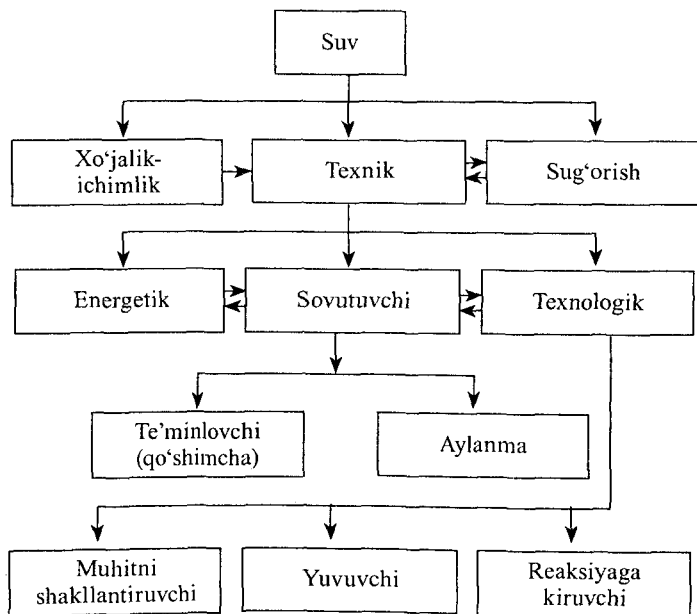 Suv
Xo‘jalik-
ichimlik
Texnik
Sug‘orish
Energetik
Sovutuvchi
Texnologik
Te’minlovchi
(qo‘shimcha)
Aylanma
Muhitni
shakllantiruvchi
Yuvuvchi
Reaksiyaga
kiruvchi